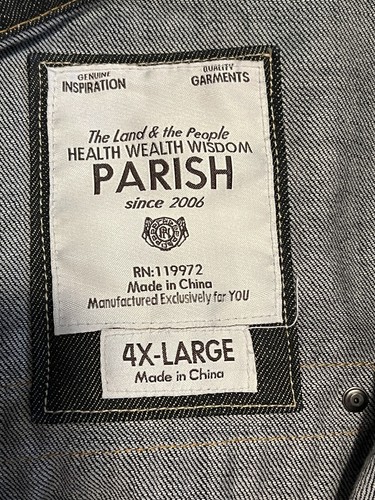 GENUINE
INSPIRATION
QUALITY
GARMENTS
The Land & the People
HEALTH WEALTH WISDOM
PARISH
since 2006
RN:119972
Made in China
Manufactured Exclusively for YOU
4X-LARGE
Made in China